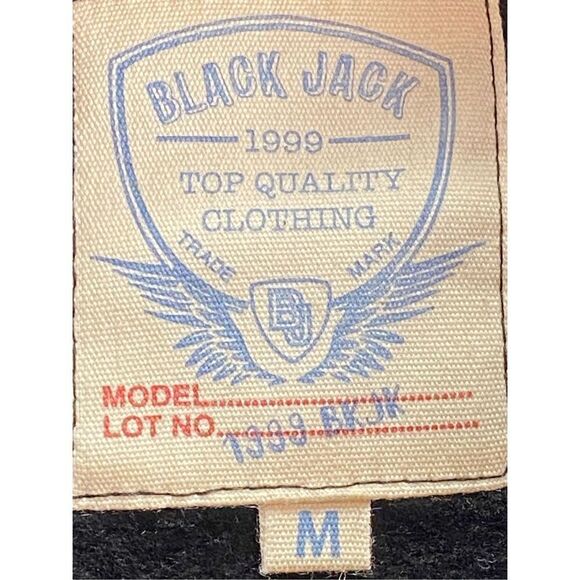 BLACK JACK
1999
TOP QUALITY
CLOTHING
TRADE MARK
BJ
MODEL
LOT NO
1999 BKJK
M